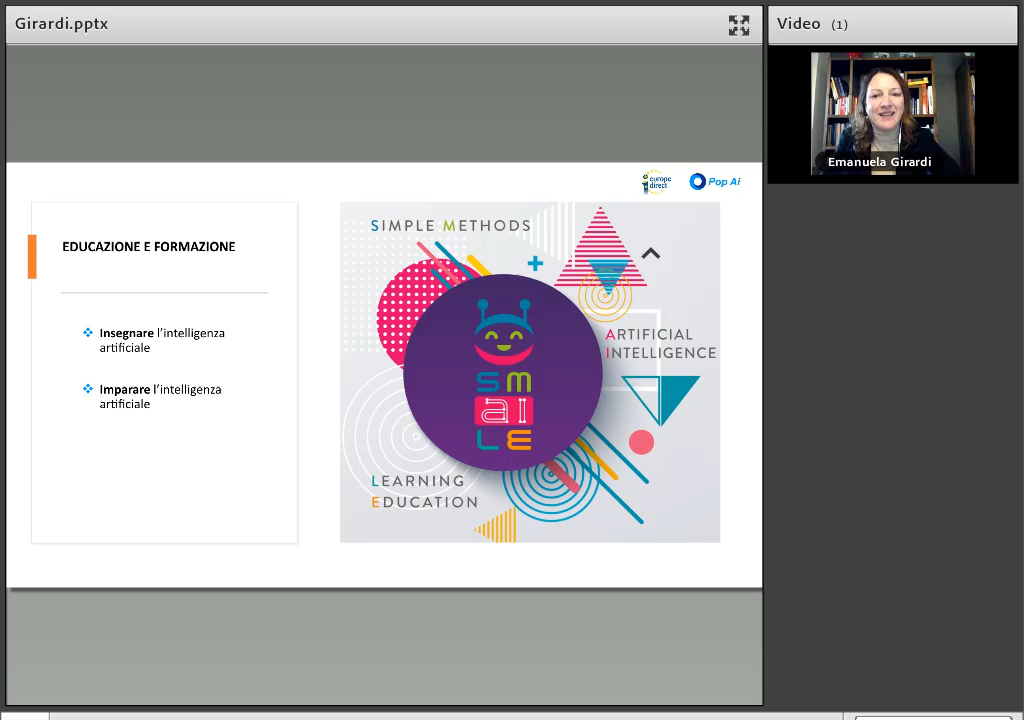 Girardi.pptx
Video (1)
Emanuela Girardi
europe
direct
Pop Ai
EDUCAZIONE E FORMAZIONE
Insegnare l'intelligenza
artificiale
Imparare l'intelligenza
artificiale
SIMPLE METHODS
ARTIFICIAL
INTELLIGENCE
SM
AI
LE
LEARNING
EDUCATION